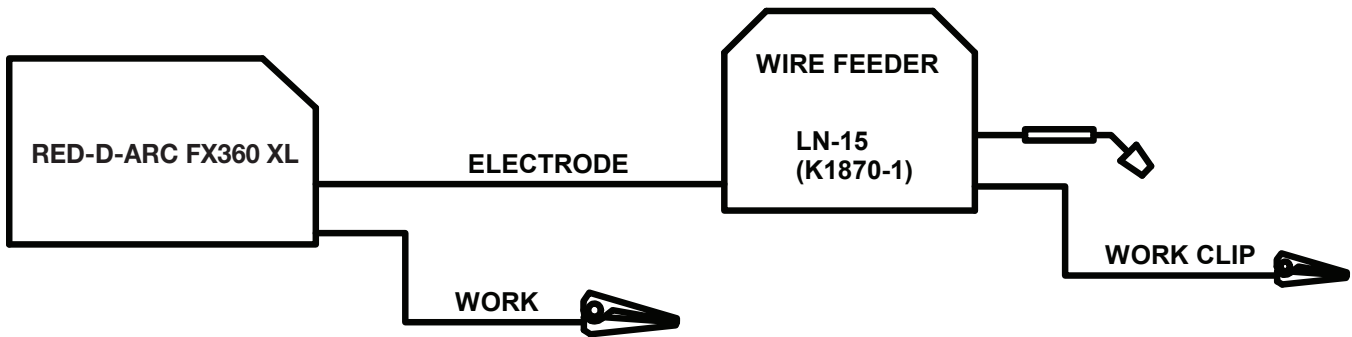 RED-D-ARC FX360 XL
ELECTRODE
WORK
WIRE FEEDER
LN-15
(K1870-1)
WORK CLIP